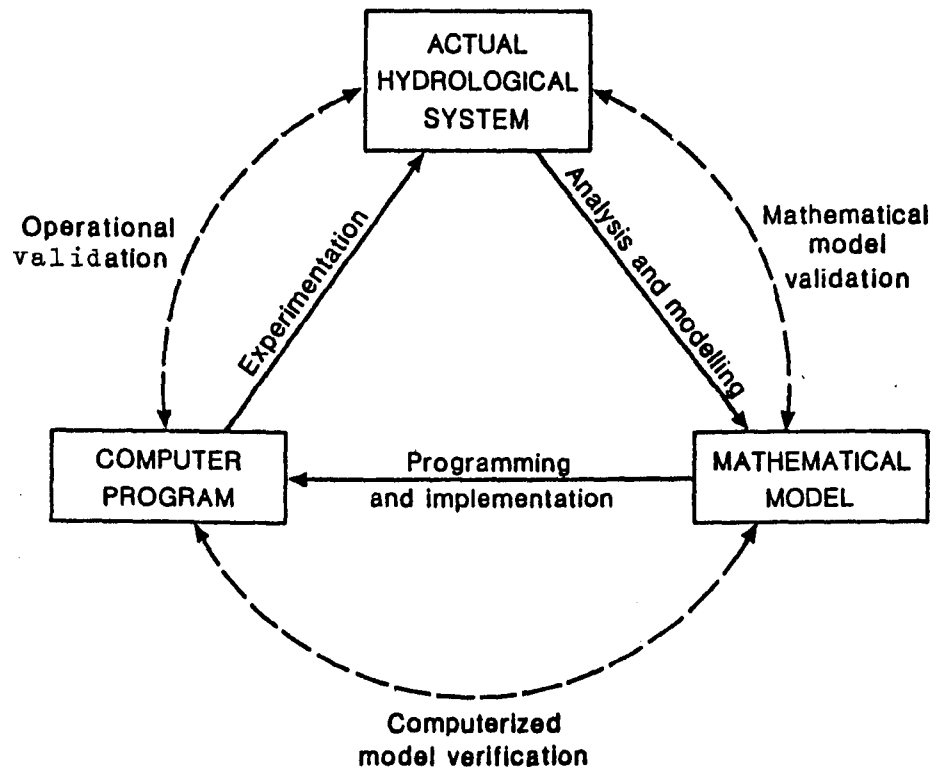 ACTUAL
HYDROLOGICAL
SYSTEM
Operational
validation
Experimentation
Analysis and modelling
Mathematical
model
validation
COMPUTER
PROGRAM
Programming
and implementation
MATHEMATICAL
MODEL
Computerized
model verification